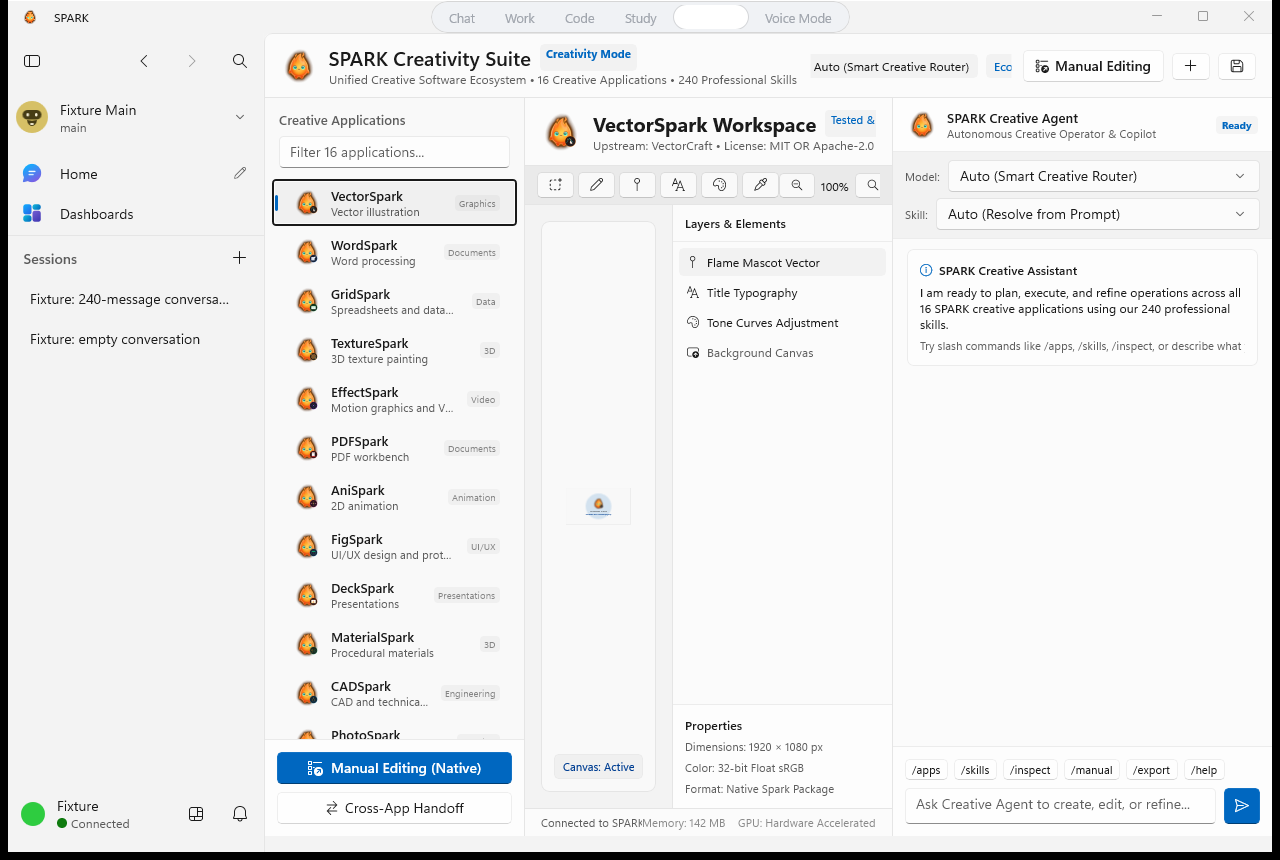 SPARK
Chat
Work
Code
Study
Voice Mode
Fixture Main
main
Home
Dashboards
Sessions
Fixture: 240-message conversa...
Fixture: empty conversation
Fixture
Connected
SPARK Creativity Suite
Creativity Mode
Unified Creative Software Ecosystem • 16 Creative Applications • 240 Professional Skills
Auto (Smart Creative Router)
Eco
Manual Editing
Creative Applications
Filter 16 applications...
VectorSpark
Vector illustration
Graphics
WordSpark
Word processing
Documents
GridSpark
Spreadsheets and data...
Data
TextureSpark
3D texture painting
3D
EffectSpark
Motion graphics and V...
Video
PDFSpark
PDF workbench
Documents
AniSpark
2D animation
Animation
FigSpark
UI/UX design and prot...
UI/UX
DeckSpark
Presentations
Presentations
MaterialSpark
Procedural materials
3D
CADSpark
CAD and technica...
Engineering
PhotoSpark
Manual Editing (Native)
Cross-App Handoff
VectorSpark Workspace
Tested &
Upstream: VectorCraft • License: MIT OR Apache-2.0
100%
Canvas: Active
Layers & Elements
Flame Mascot Vector
Title Typography
Tone Curves Adjustment
Background Canvas
Properties
Dimensions: 1920 × 1080 px
Color: 32-bit Float sRGB
Format: Native Spark Package
Connected to SPARK
Memory: 142 MB
GPU: Hardware Accelerated
SPARK Creative Agent
Autonomous Creative Operator & Copilot
Ready
Model:
Auto (Smart Creative Router)
Skill:
Auto (Resolve from Prompt)
SPARK Creative Assistant
I am ready to plan, execute, and refine operations across all
16 SPARK creative applications using our 240 professional
skills.
Try slash commands like /apps, /skills, /inspect, or describe what
/apps
/skills
/inspect
/manual
/export
/help
Ask Creative Agent to create, edit, or refine...